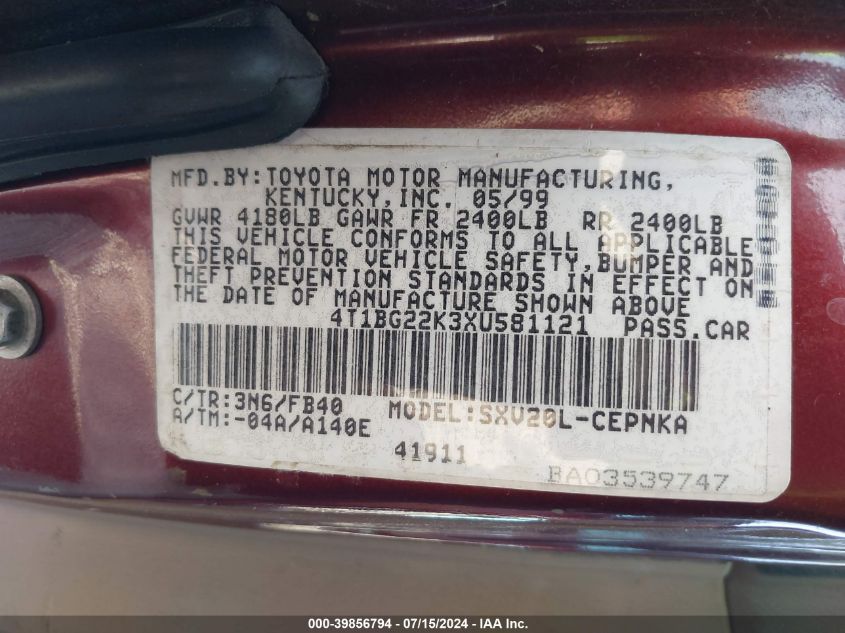 MFD.BY:TOYOTA MOTOR MANUFACTURING,
KENTUCKY,INC. 05/99
GVWR 4180LB GAWR FR 2400LB RR 2400LB
THIS VEHICLE CONFORMS TO ALL APPLICABLE
FEDERAL MOTOR VEHICLE SAFETY,BUMPER AND
THEFT PREVENTION STANDARDS IN EFFECT ON
THE DATE OF MANUFACTURE SHOWN ABOVE
4T1BG22K3XU581121 PASS.CAR
C/TR:3N6/FB40 MODEL:SXV20L-CEPNKA
A/TM:-04A/A140E
41911
BA03539747
000-39856794 - 07/15/2024 - IAA Inc.